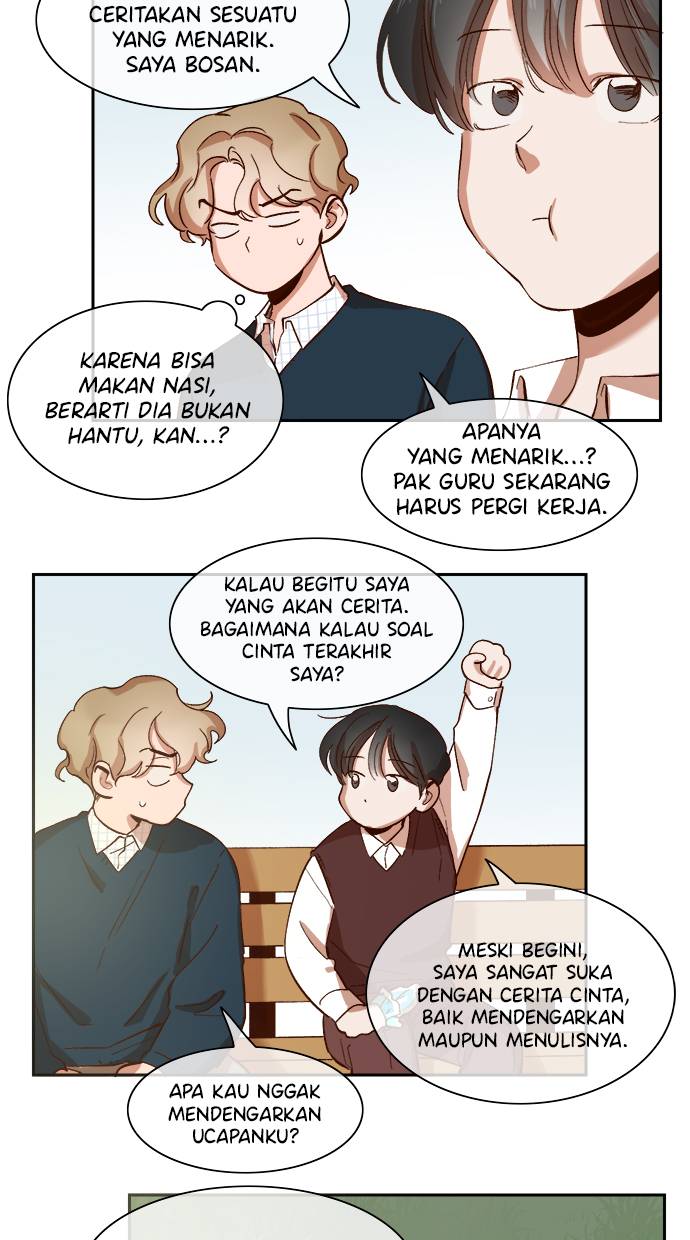 CERITAKAN SESUATU
YANG MENARIK.
SAYA BOSAN.
KARENA BISA
MAKAN NASI,
BERARTI DIA BUKAN
HANTU, KAN...?
APANYA
YANG MENARIK...?
PAK GURU SEKARANG
HARUS PERGI KERJA.
KALAU BEGITU SAYA
YANG AKAN CERITA.
BAGAIMANA KALAU SOAL
CINTA TERAKHIR
SAYA?
MESKI BEGINI,
SAYA SANGAT SUKA
DENGAN CERITA CINTA,
BAIK MENDENGARKAN
MAUPUN MENULISNYA.
APA KAU NGGAK
MENDENGARKAN
UCAPANKU?